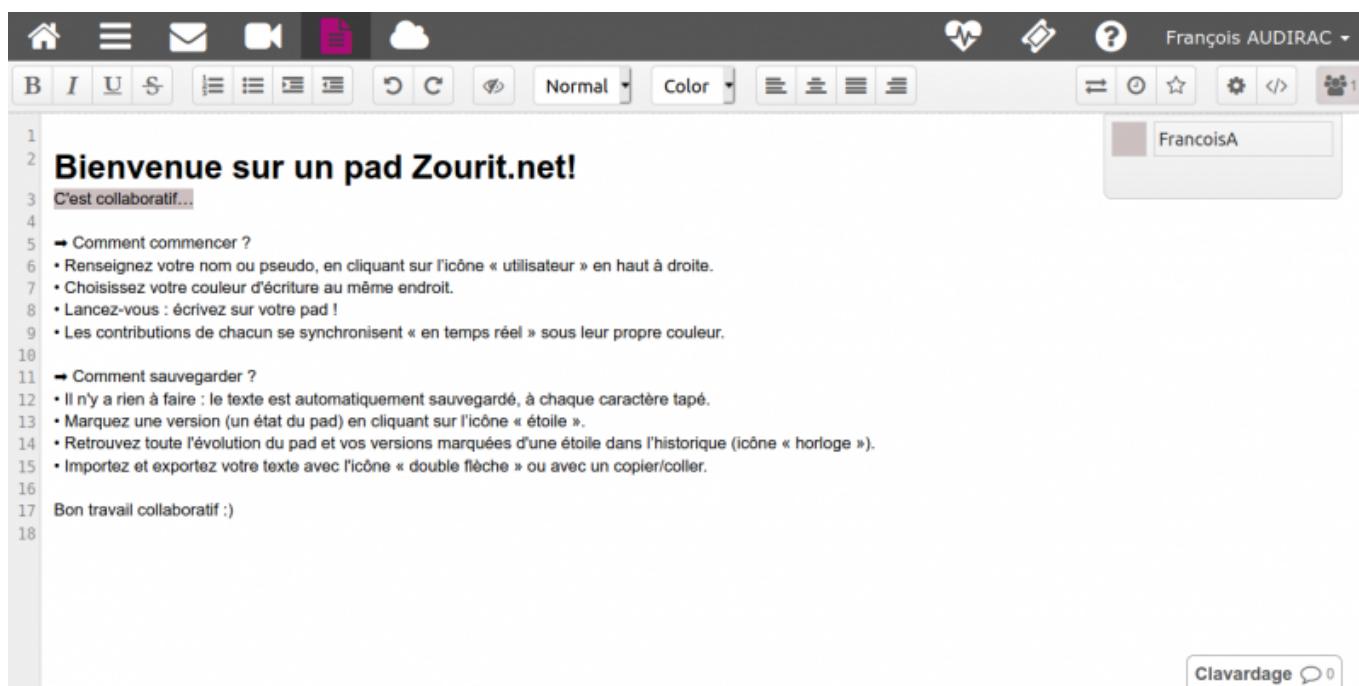 François AUDIRAC
B I U S Normal Color 1
FrancoisA
1
2 Bienvenue sur un pad Zourit.net!
3 C'est collaboratif...
4
5 ➡ Comment commencer ?
6 • Renseignez votre nom ou pseudo, en cliquant sur l'icône « utilisateur » en haut à droite.
7 • Choisissez votre couleur d'écriture au même endroit.
8 • Lancez-vous : écrivez sur votre pad !
9 • Les contributions de chacun se synchronisent « en temps réel » sous leur propre couleur.
10
11 ➡ Comment sauvegarder ?
12 • Il n'y a rien à faire : le texte est automatiquement sauvegardé, à chaque caractère tapé.
13 • Marquez une version (un état du pad) en cliquant sur l'icône « étoile ».
14 • Retrouvez toute l'évolution du pad et vos versions marquées d'une étoile dans l'historique (icône « horloge »).
15 • Importez et exportez votre texte avec l'icône « double flèche » ou avec un copier/coller.
16
17 Bon travail collaboratif :)
18
Clavardage 0